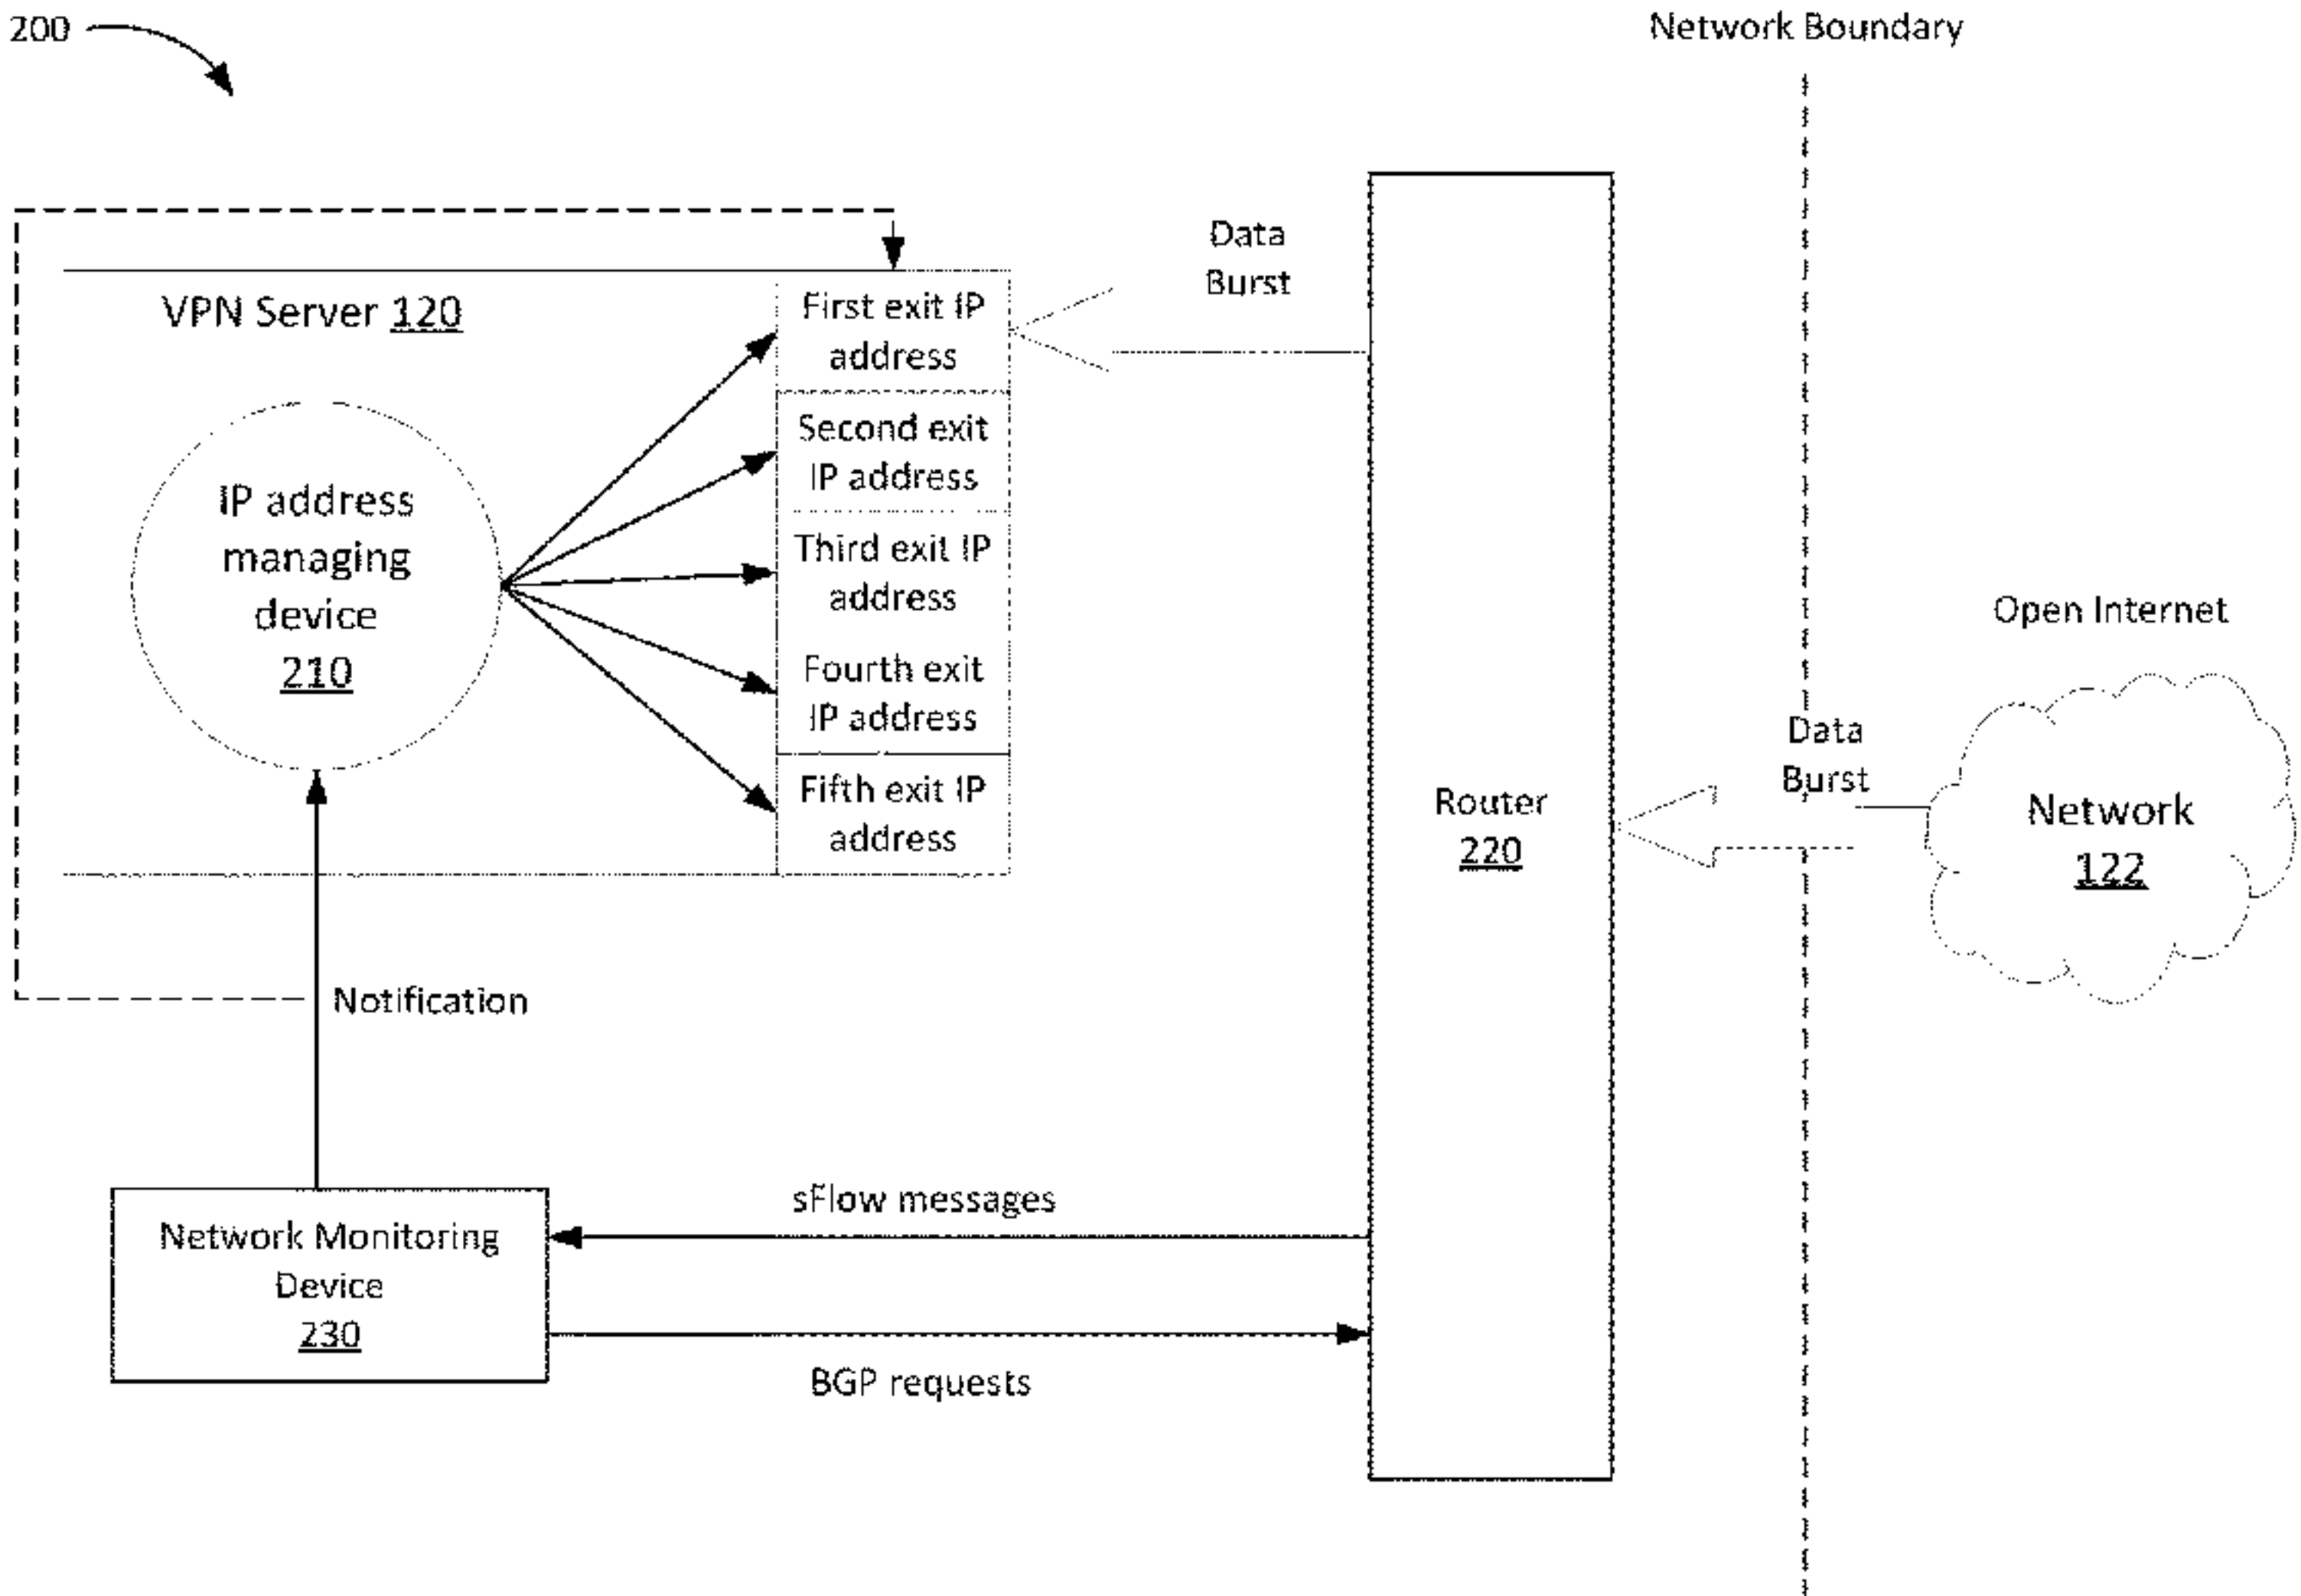 200
Network Boundary
Data
Burst
VPN Server 120
First exit IP
address
Second exit
IP address
Third exit IP
address
Fourth exit
IP address
Fifth exit IP
address
IP address
managing
device
210
Open Internet
Data
Burst
Router
220
Network
122
Notification
sFlow messages
Network Monitoring
Device
230
BGP requests